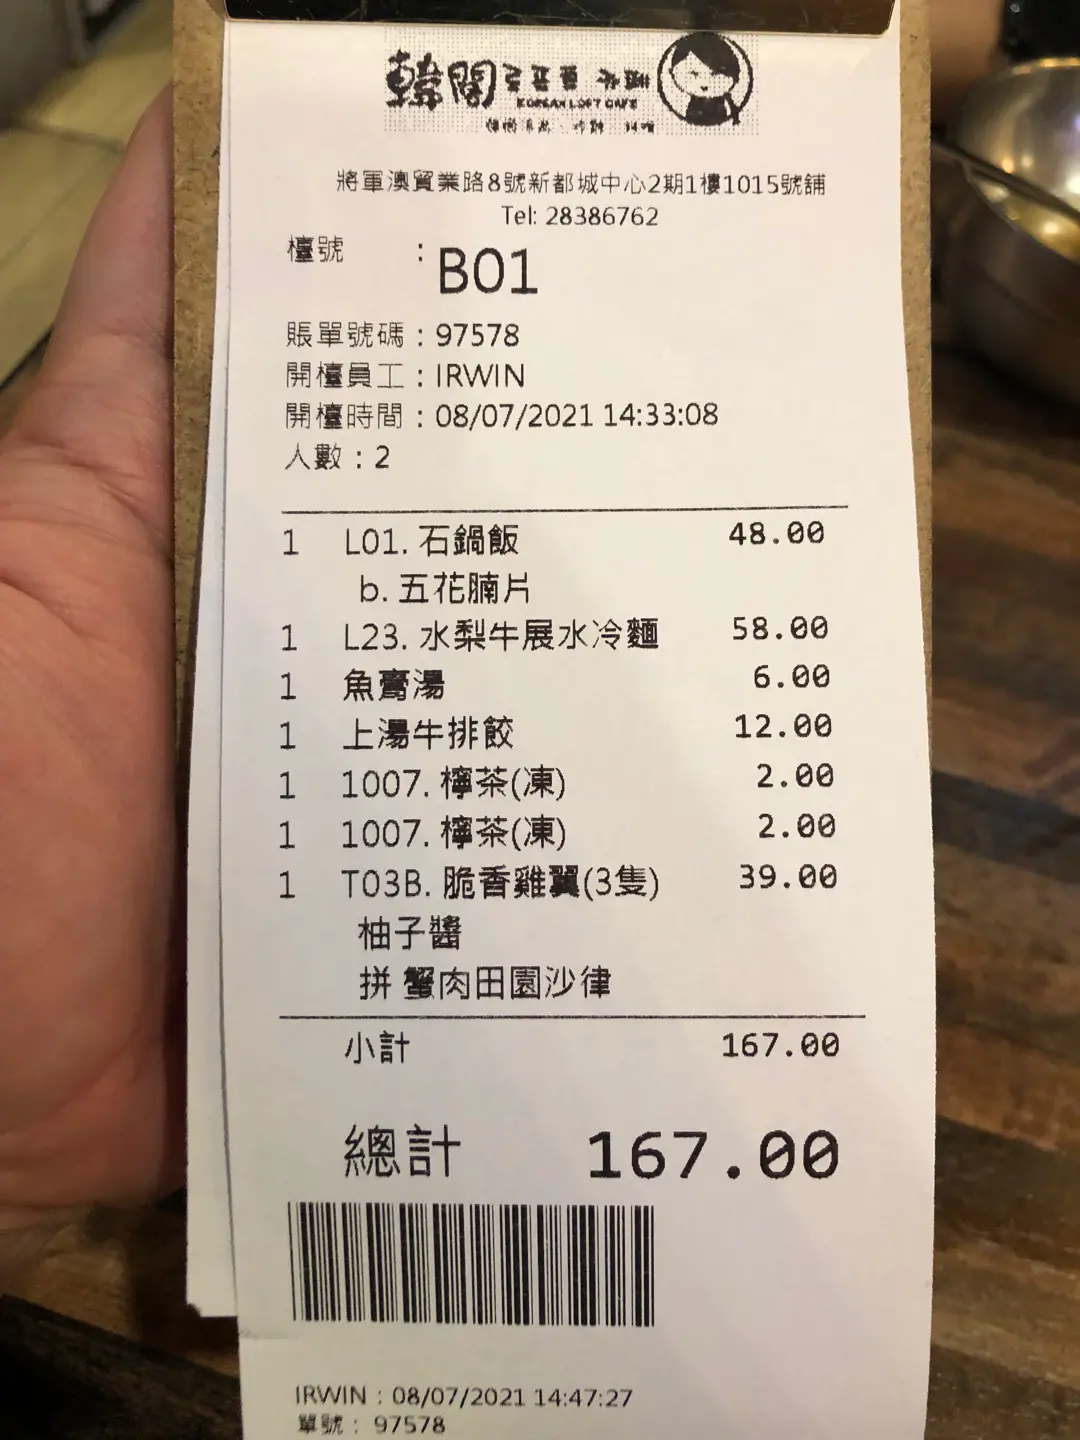 韓閣
KOREAN LOFT CAFE
將軍澳貿業路8號新都城中心2期1樓1015號舖
Tel: 28386762
檯號 : B01
賬單號碼 : 97578
開檯員工 : IRWIN
開檯時間 : 08/07/2021 14:33:08
人數 : 2
1 L01. 石鍋飯 48.00
b. 五花腩片
1 L23. 水梨牛展水冷麵 58.00
1 魚膏湯 6.00
1 上湯牛排餃 12.00
1 1007. 檸茶(凍) 2.00
1 1007. 檸茶(凍) 2.00
1 T03B. 脆香雞翼(3隻) 39.00
柚子醬
拼 蟹肉田園沙律
小計 167.00
總計 167.00
IRWIN : 08/07/2021 14:47:27
單號 : 97578